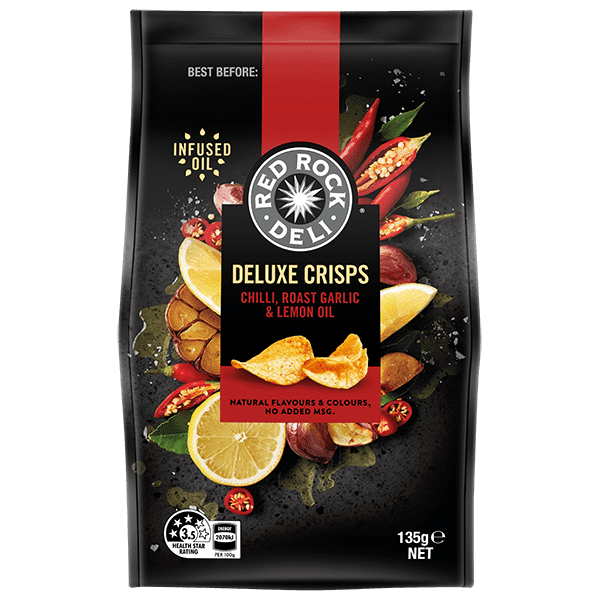 BEST BEFORE:
INFUSED
OIL
RED ROCK
DELI
®
DELUXE CRISPS
CHILLI, ROAST GARLIC
& LEMON OIL
NATURAL FLAVOURS & COLOURS,
NO ADDED MSG.
3.5
HEALTH STAR
RATING
ENERGY
2070kJ
PER 100g
135g℮
NET